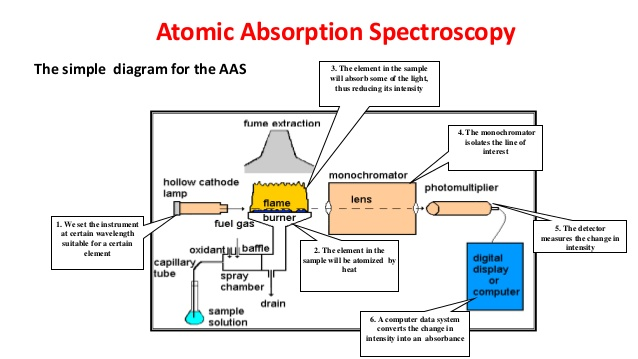 Atomic Absorption Spectroscopy
The simple diagram for the AAS
3. The element in the sample
will absorb some of the light,
thus reducing its intensity
fume extraction
4. The monochromator
isolates the line of
interest
monochromator
hollow cathode
lamp
photomultiplier
lens
flame
burner
1. We set the instrument
at certain wavelength
suitable for a certain
element
fuel gas
5. The detector
measures the change in
intensity
oxidant
baffle
2. The element in the
sample will be atomized by
heat
capillary
tube
spray
chamber
drain
digital
display
or
computer
sample
solution
6. A computer data system
converts the change in
intensity into an absorbance